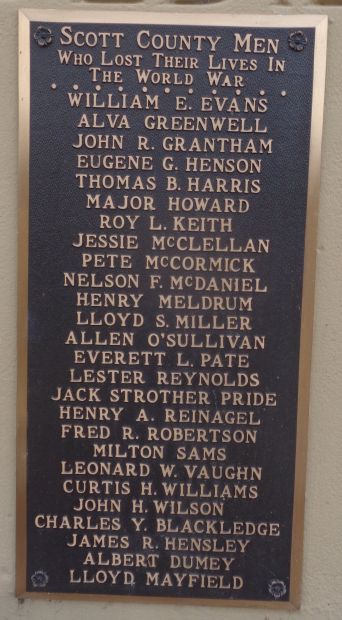 SCOTT COUNTY MEN
WHO LOST THEIR LIVES IN
THE WORLD WAR
WILLIAM E. EVANS
ALVA GREENWELL
JOHN R. GRANTHAM
EUGENE G. HENSON
THOMAS B. HARRIS
MAJOR HOWARD
ROY L. KEITH
JESSIE McCLELLAN
PETE McCORMICK
NELSON F. McDANIEL
HENRY MELDRUM
LLOYD S. MILLER
ALLEN O'SULLIVAN
EVERETT L. PATE
LESTER REYNOLDS
JACK STROTHER PRIDE
HENRY A. REINAGEL
FRED R. ROBERTSON
MILTON SAMS
LEONARD W. VAUGHN
CURTIS H. WILLIAMS
JOHN H. WILSON
CHARLES Y. BLACKLEDGE
JAMES R. HENSLEY
ALBERT DUMEY
LLOYD MAYFIELD